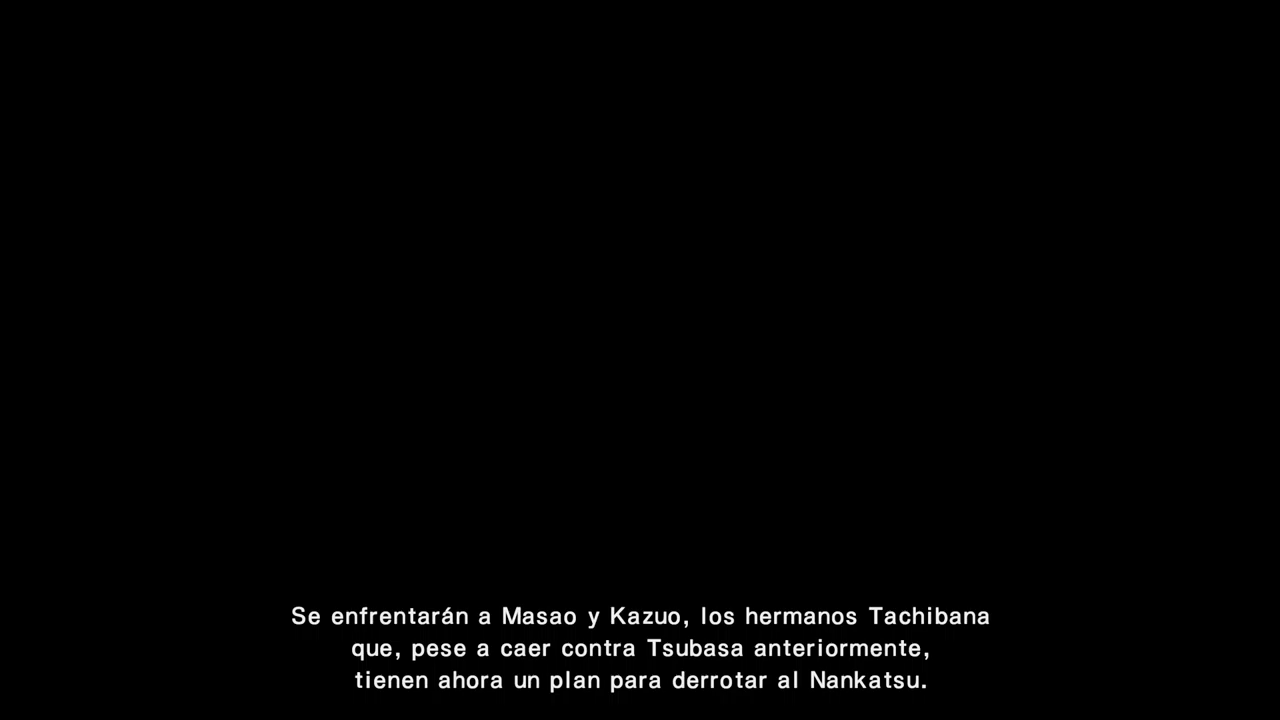 Se enfrentarán a Masao y Kazuo, los hermanos Tachibana
que, pese a caer contra Tsubasa anteriormente,
tienen ahora un plan para derrotar al Nankatsu.